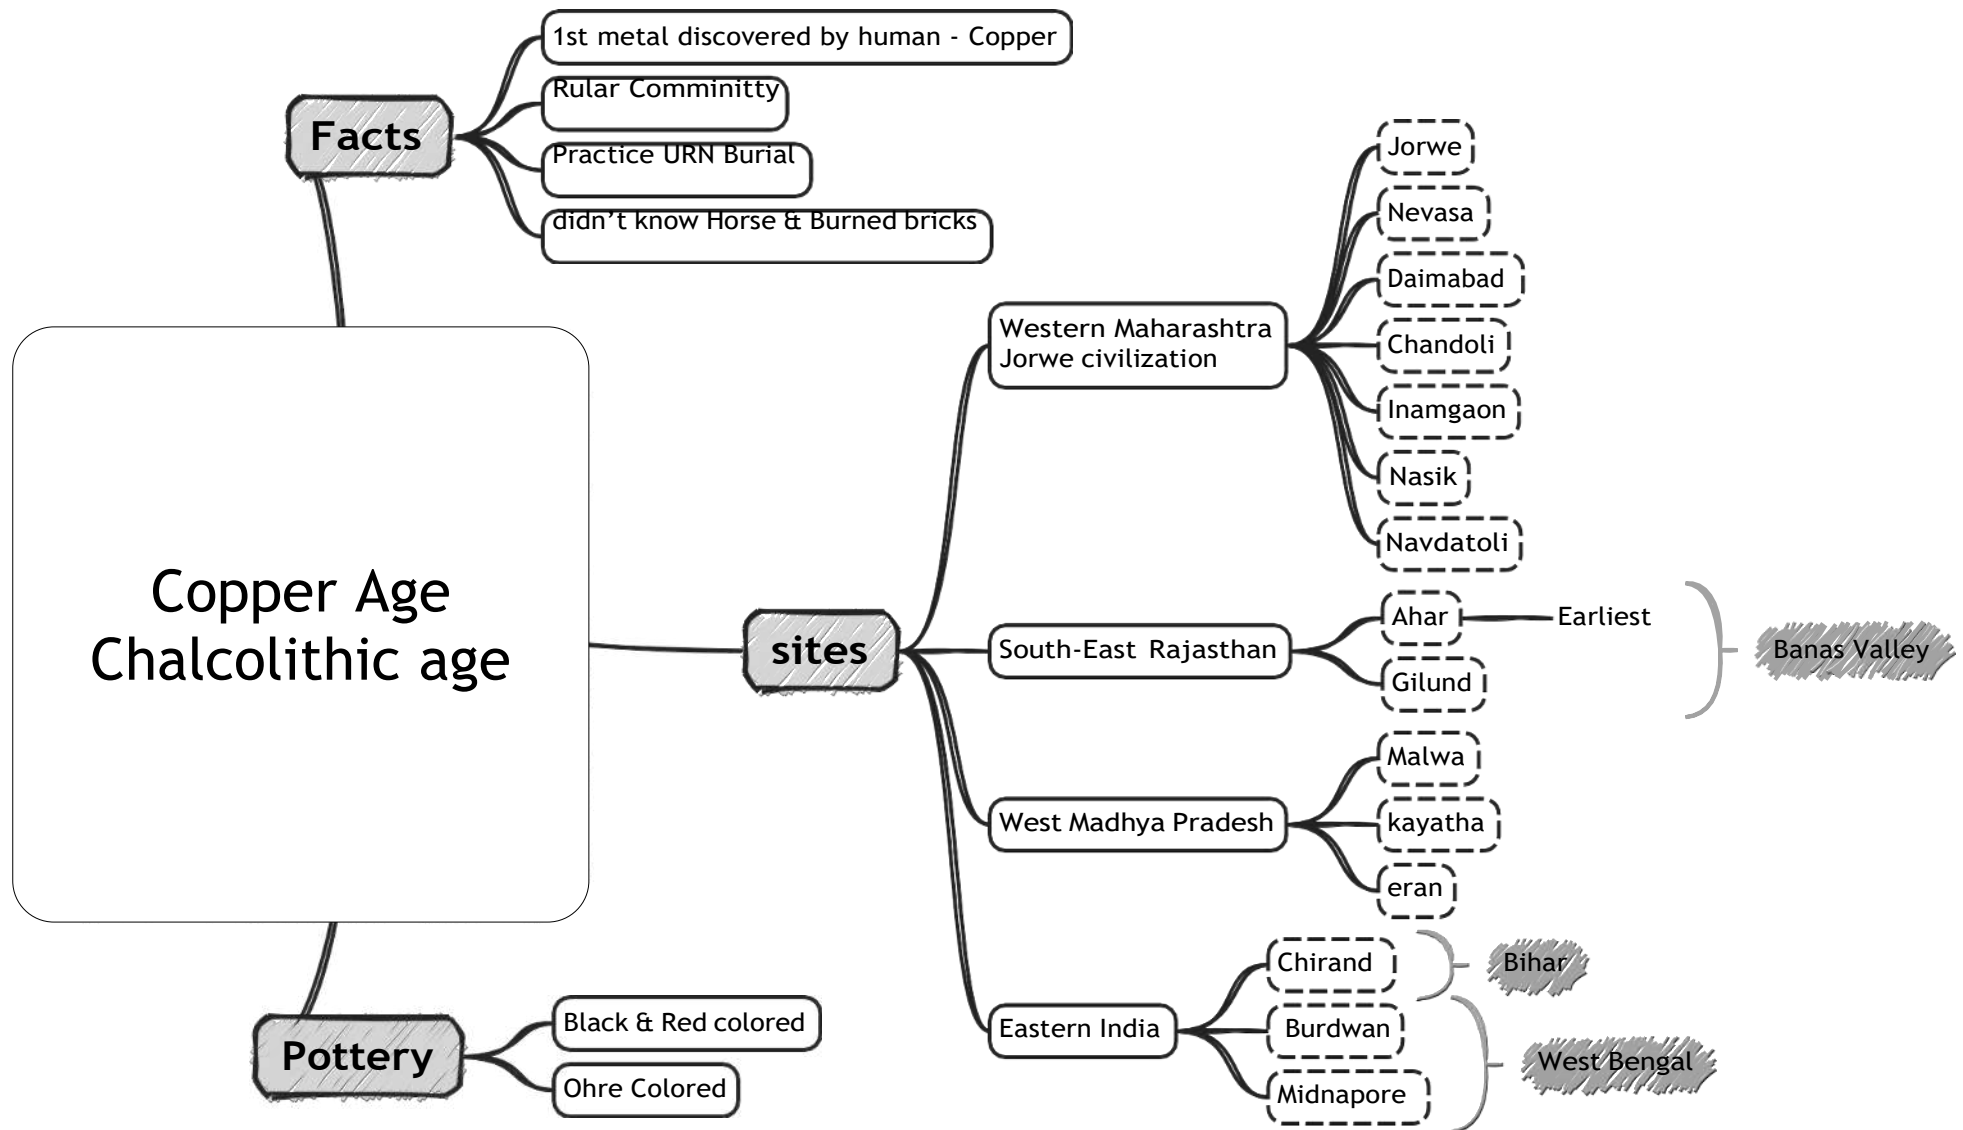 1st metal discovered by human - Copper
Rular Comminitty
Practice URN Burial
didn't know Horse & Burned bricks
Facts
Copper Age
Chalcolithic age
sites
Western Maharashtra
Jorwe civilization
Jorwe
Nevasa
Daimabad
Chandoli
Inamgaon
Nasik
Navdatoli
South-East Rajasthan
Ahar
Earliest
Gilund
Banas Valley
West Madhya Pradesh
Malwa
kayatha
eran
Eastern India
Chirand
Bihar
Burdwan
Midnapore
West Bengal
Pottery
Black & Red colored
Ohre Colored